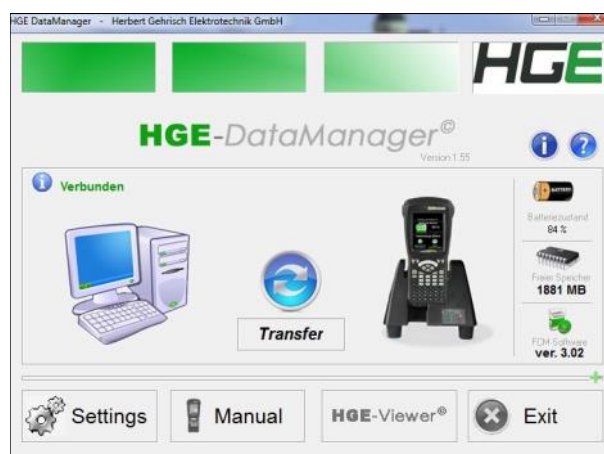 HGE DataManager - Herbert Gehrisch Elektrotechnik GmbH
HGE
HGE-DataManager©
Version 1.55
Verbunden
BATTERY
Batteriezustand
84 %
Freier Speicher
1881 MB
Transfer
FCM-Software
ver. 3.02
Settings
Manual
HGE-Viewer®
Exit